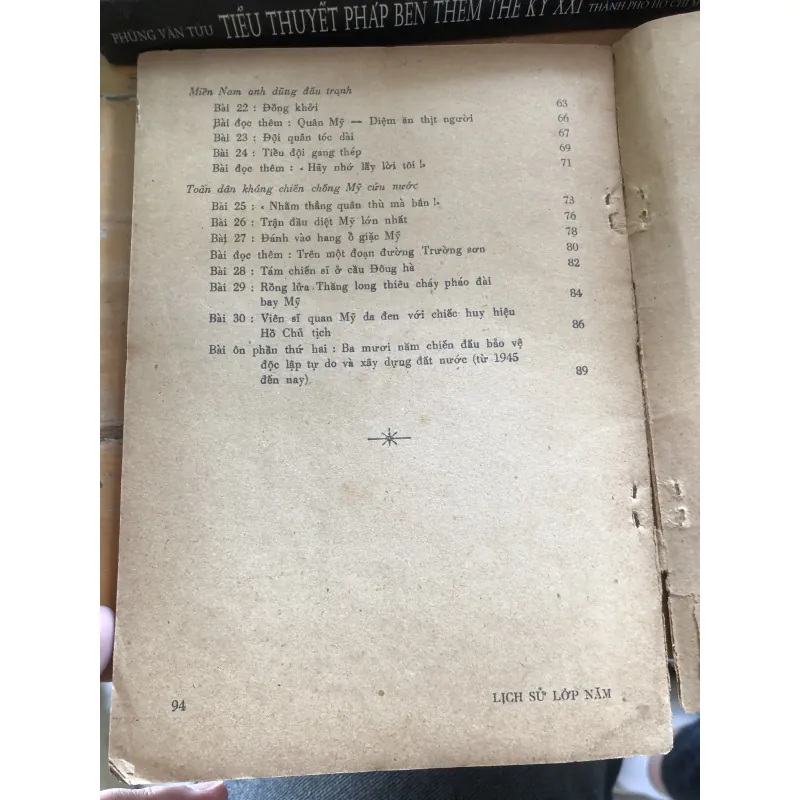 PHÙNG VĂN TỬU TIỂU THUYẾT PHÁP BÊN THỀM THẾ KỶ XXI THÀNH PHỐ HỒ CHÍ
Miền Nam anh dũng đấu tranh
Bài 22 : Đồng khởi 63
Bài đọc thêm : Quân Mỹ — Diệm ăn thịt người 66
Bài 23 : Đội quân tóc dài 67
Bài 24 : Tiểu đội gang thép 69
Bài đọc thêm : « Hãy nhớ lấy lời tôi !» 71
Toàn dân kháng chiến chống Mỹ cứu nước
Bài 25 : « Nhằm thẳng quân thù mà bắn !» 73
Bài 26 : Trận đầu diệt Mỹ lớn nhất 76
Bài 27 : Đánh vào hang ổ giặc Mỹ 78
Bài đọc thêm : Trên một đoạn đường Trường sơn 80
Bài 28 : Tám chiến sĩ ở cầu Đông hà 82
Bài 29 : Rồng lửa Thăng long thiêu cháy pháo đài
bay Mỹ 84
Bài 30 : Viên sĩ quan Mỹ da đen với chiếc huy hiệu
Hồ Chủ tịch 86
Bài ôn phần thứ hai : Ba mươi năm chiến đấu bảo vệ
độc lập tự do và xây dựng đất nước (từ 1945
đến nay) 89
94 LỊCH SỬ LỚP NĂM